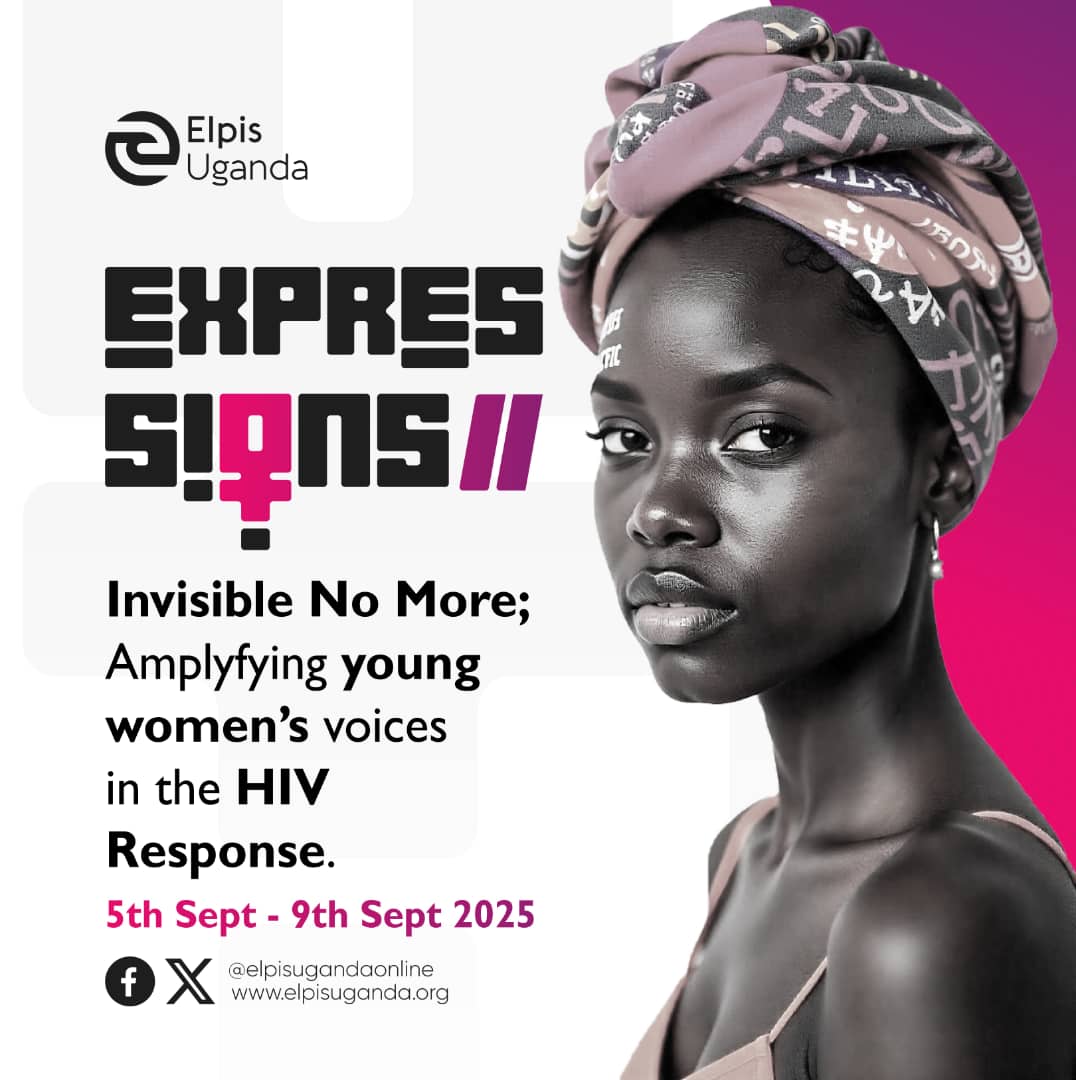 Elpis
Uganda
EXPRES
SIONS//
Invisible No More;
Amplyfying young
women's voices
in the HIV
Response.
5th Sept - 9th Sept 2025
@elpisugandaonline
www.elpisuganda.org